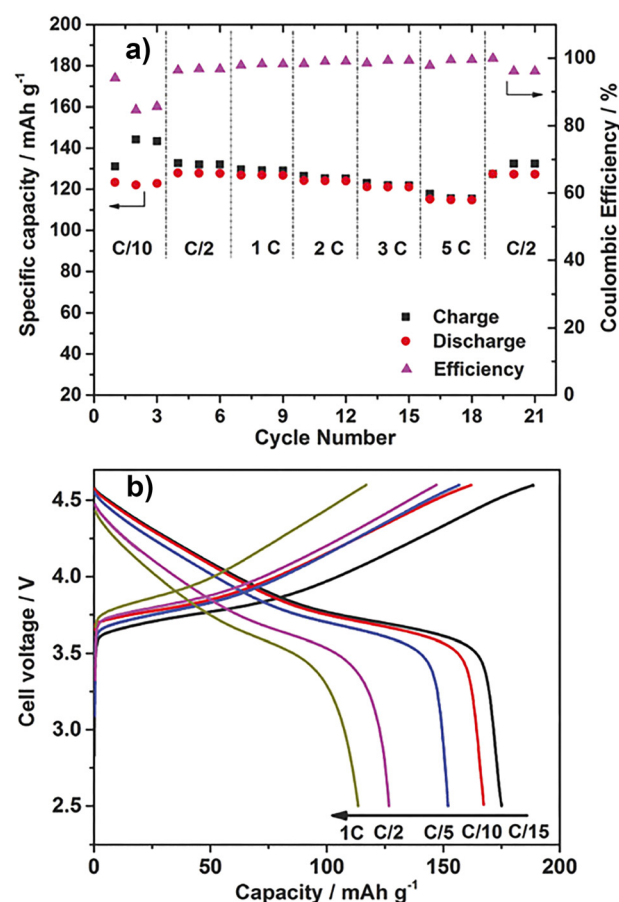 a)
200
180
160
140
120
100
80
60
40
20
Specific capacity / mAh g⁻¹
100
80
60
40
20
0
Coulombic Efficiency / %
C/10 C/2 1 C 2 C 3 C 5 C C/2
Charge
Discharge
Efficiency
0 3 6 9 12 15 18 21
Cycle Number
b)
4.5
4.0
3.5
3.0
2.5
Cell voltage / V
1C C/2 C/5 C/10 C/15
0 50 100 150 200
Capacity / mAh g⁻¹